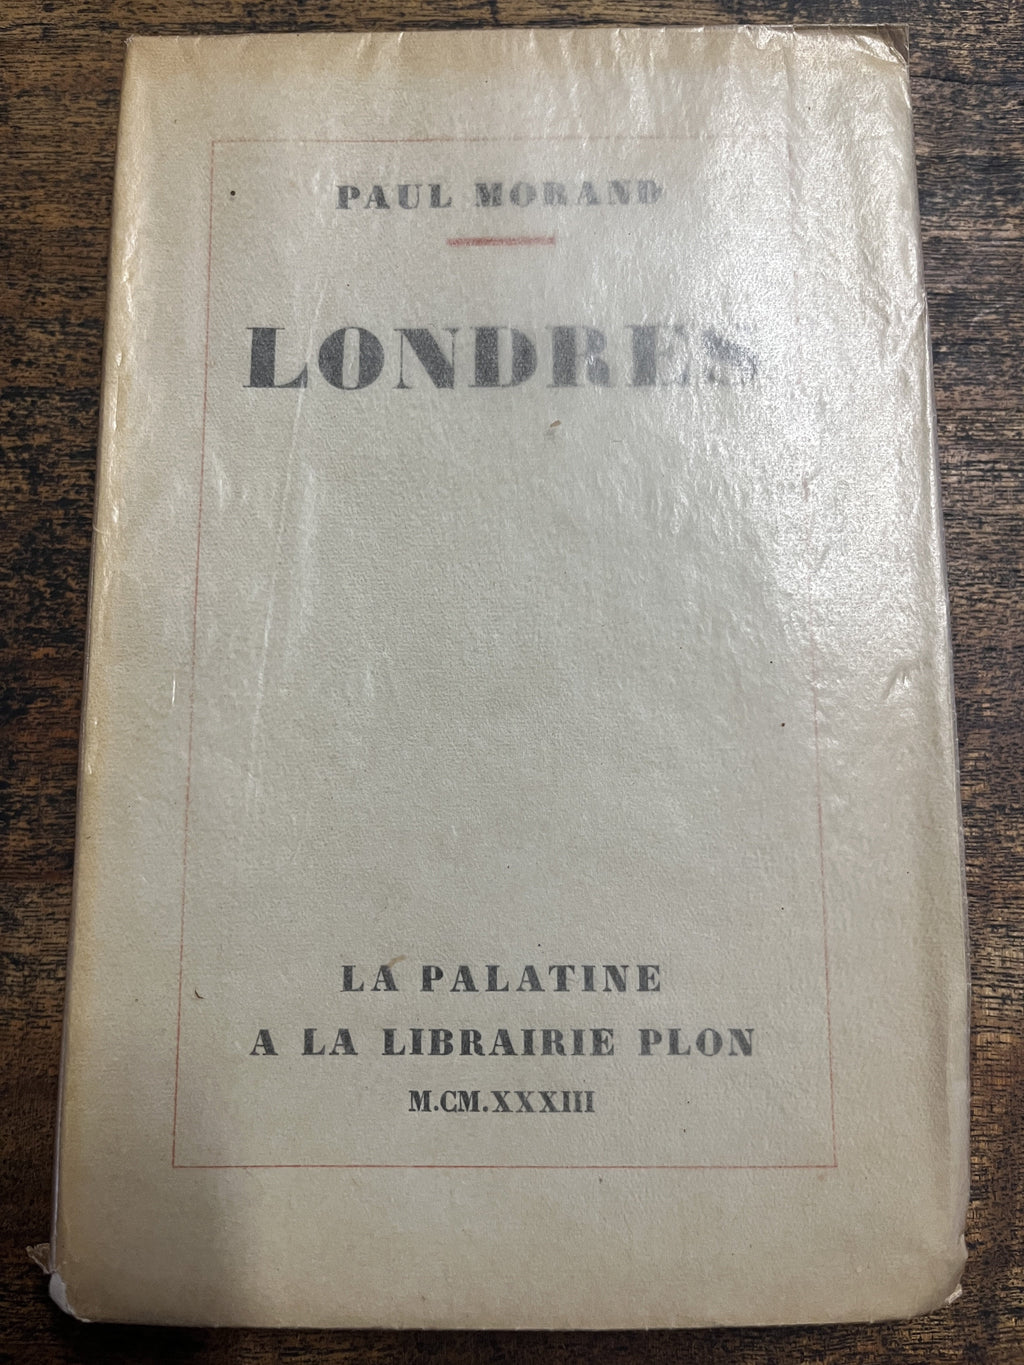 PAUL MORAND
LONDRES
LA PALATINE
A LA LIBRAIRIE PLON
M.CM.XXXIII